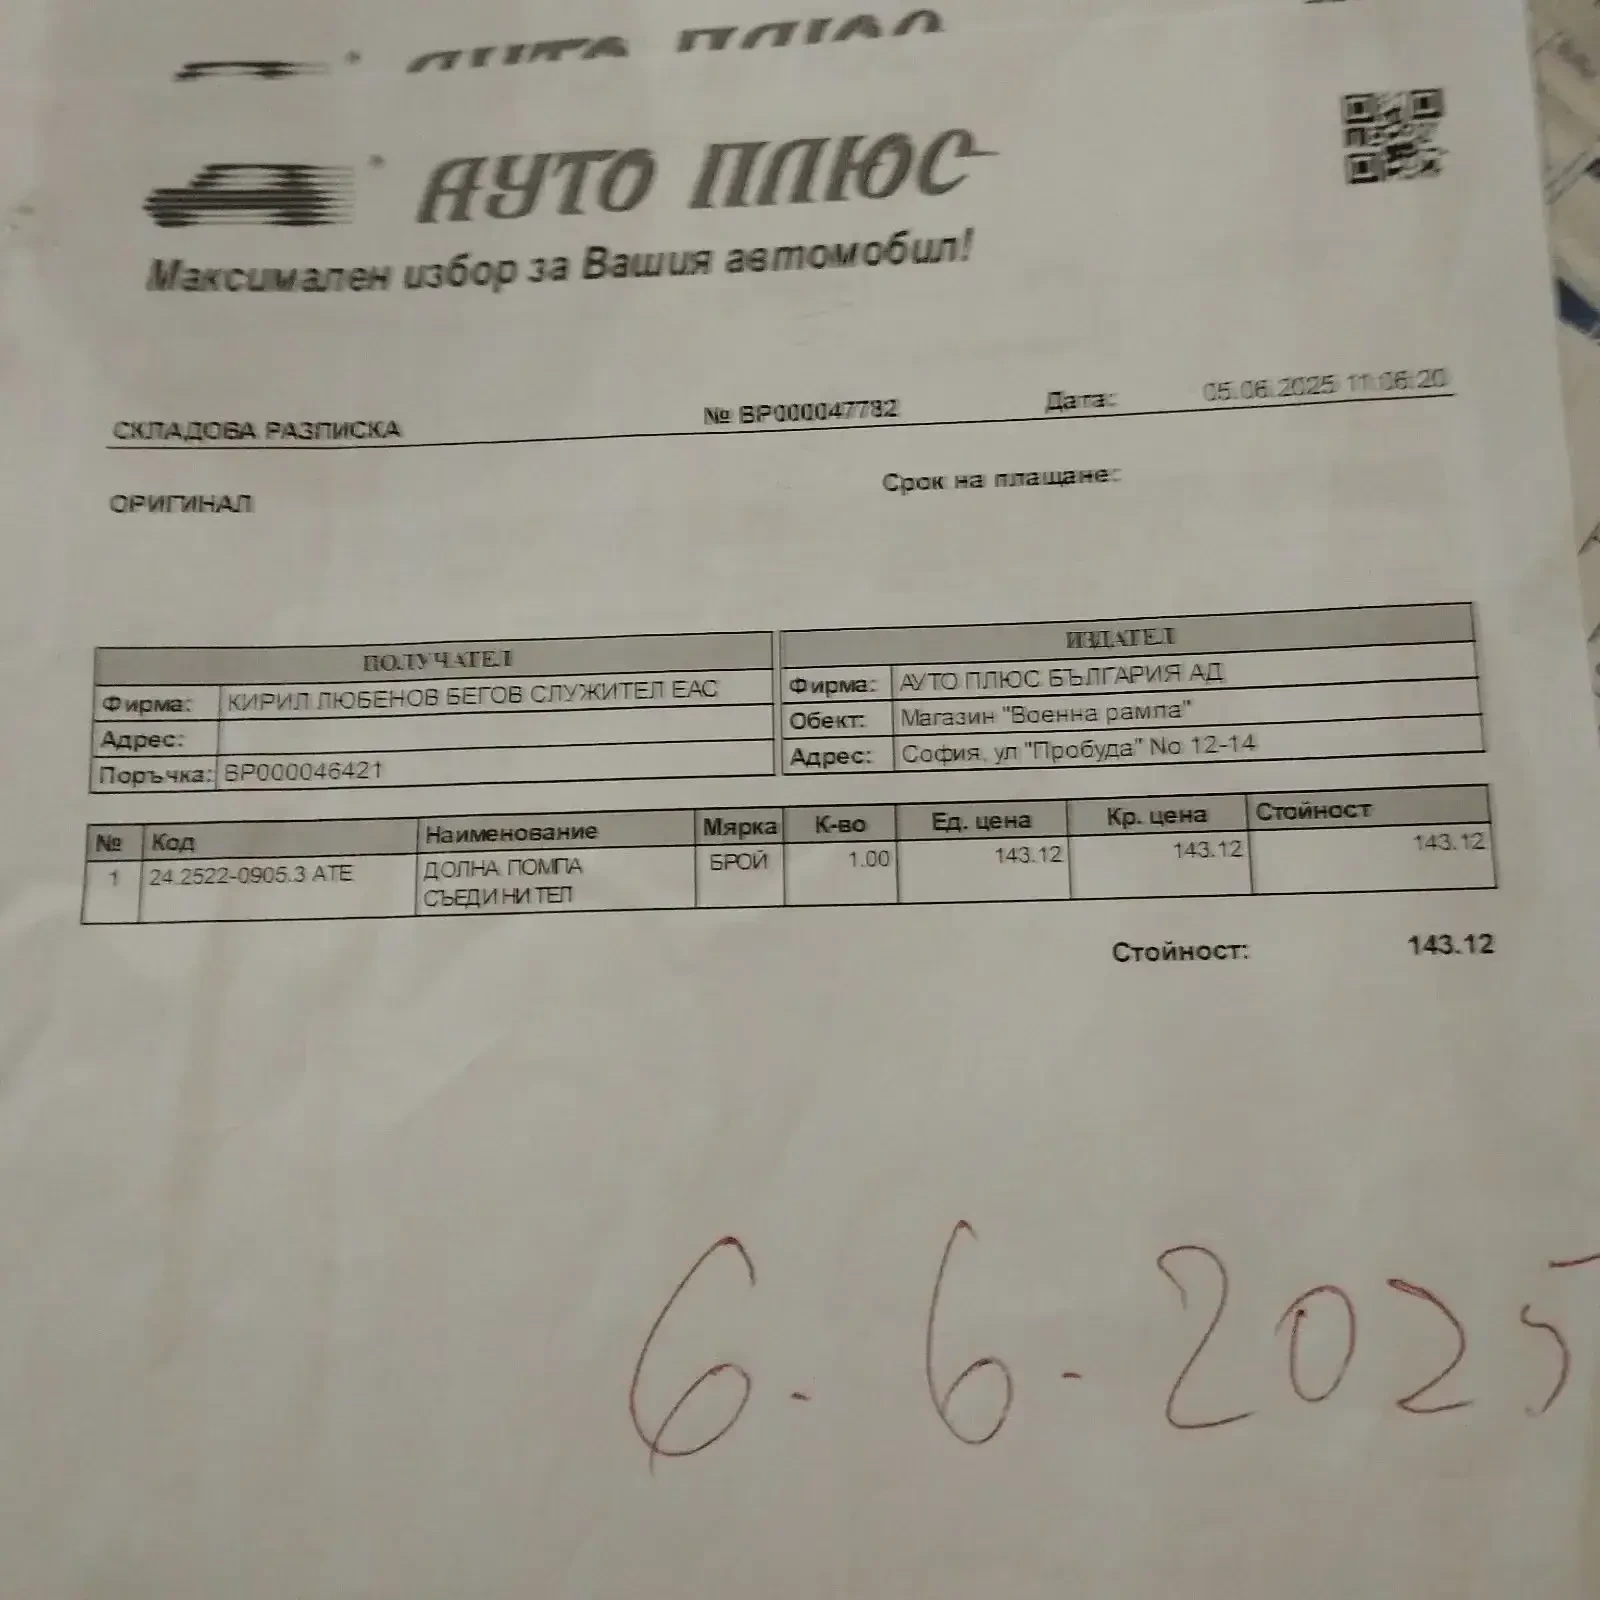 АУТО ПЛЮС
Максимален избор за Вашия автомобил!
СКЛАДОВА РАЗПИСКА № ВР000047782 Дата: 05.06.2025 11:06:20
ОРИГИНАЛ Срок на плащане:
ПОЛУЧАТЕЛ ИЗДАТЕЛ
Фирма: КИРИЛ ЛЮБЕНОВ БЕГОВ СЛУЖИТЕЛ ЕАС Фирма: АУТО ПЛЮС БЪЛГАРИЯ АД
Адрес: Обект: Магазин "Военна рампа"
Поръчка: ВР000046421 Адрес: София, ул "Пробуда" No 12-14
№ Код Наименование Мярка К-во Ед. цена Кр. цена Стойност
1 24.2522-0905.3 ATE ДОЛНА ПОМПА БРОЙ 1.00 143.12 143.12 143.12
СЪЕДИНИТЕЛ
Стойност: 143.12
6.6.2025